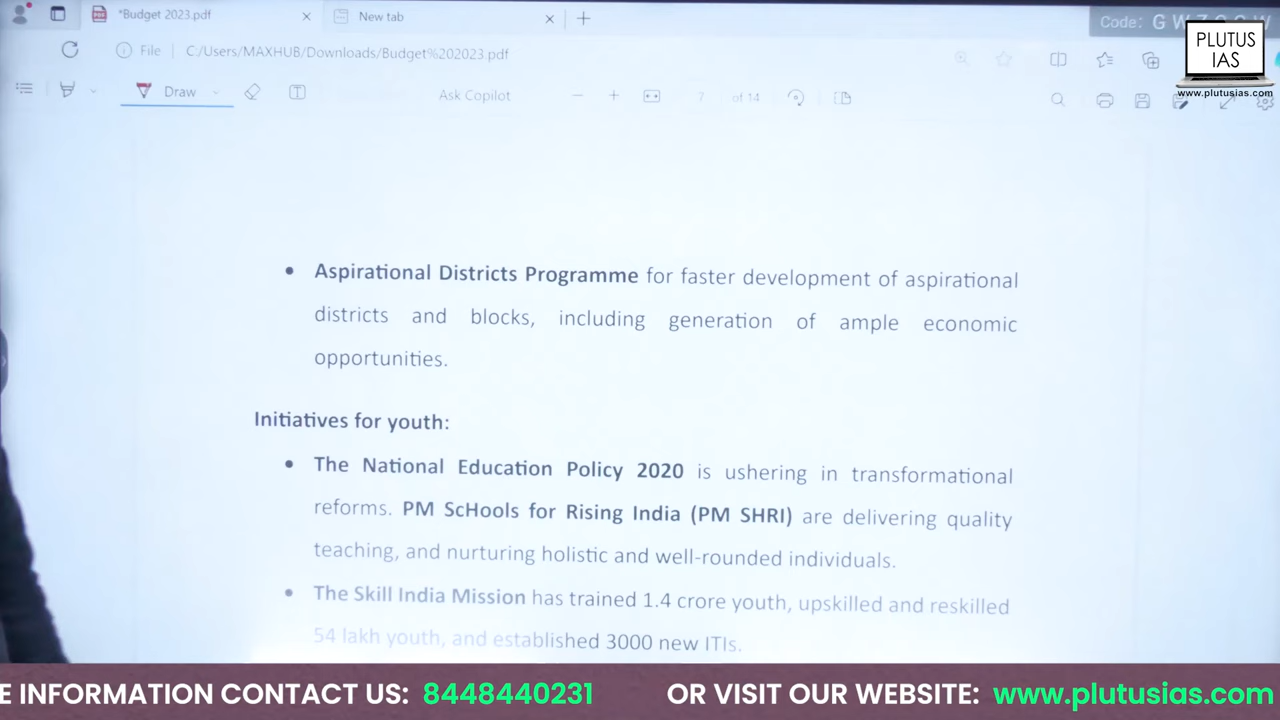 *Budget 2023.pdf
New tab
Code: G W
PLUTUS
IAS
www.plutusias.com
File
C:/Users/MAXHUB/Downloads/Budget%202023.pdf
Draw
Ask Copilot
7 of 14
• Aspirational Districts Programme for faster development of aspirational
districts and blocks, including generation of ample economic
opportunities.
Initiatives for youth:
• The National Education Policy 2020 is ushering in transformational
reforms. PM ScHools for Rising India (PM SHRI) are delivering quality
teaching, and nurturing holistic and well-rounded individuals.
• The Skill India Mission has trained 1.4 crore youth, upskilled and reskilled
54 lakh youth, and established 3000 new ITIs.
E INFORMATION CONTACT US: 8448440231 OR VISIT OUR WEBSITE: www.plutusias.com